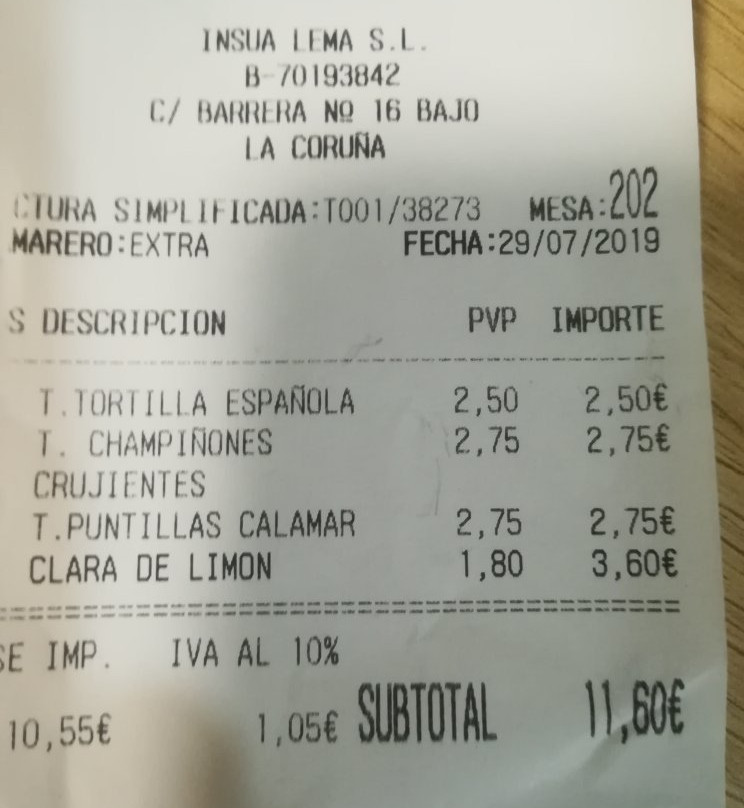 INSUA LEMA S.L.
B-70193842
C/ BARRERA Nº 16 BAJO
LA CORUÑA
CTURA SIMPLIFICADA:T001/38273 MESA:202
MARERO:EXTRA FECHA:29/07/2019
S DESCRIPCION PVP IMPORTE
T.TORTILLA ESPAÑOLA 2,50 2,50€
T. CHAMPIÑONES 2,75 2,75€
CRUJIENTES
T.PUNTILLAS CALAMAR 2,75 2,75€
CLARA DE LIMON 1,80 3,60€
SE IMP. IVA AL 10%
10,55€ 1,05€ SUBTOTAL 11,60€